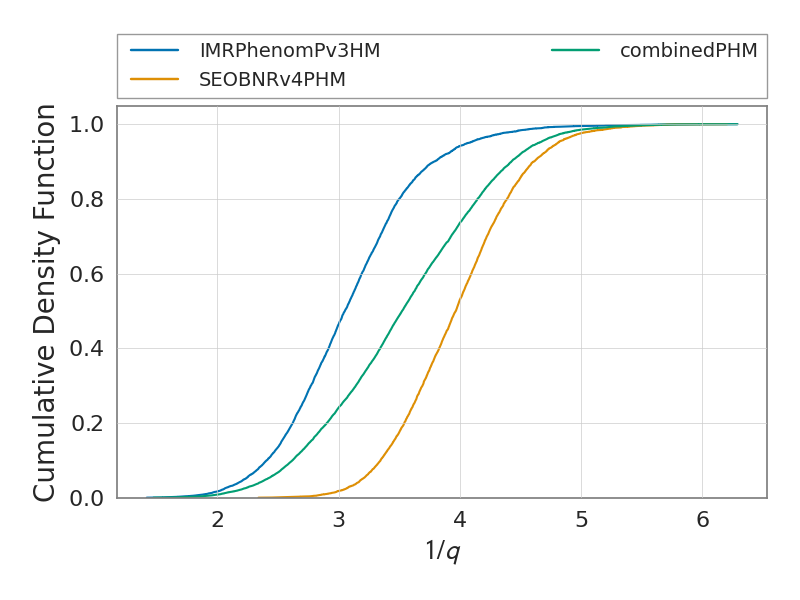 IMRPhenomPv3HM
SEOBNRv4PHM
combinedPHM
Cumulative Density Function
1.0
0.8
0.6
0.4
0.2
0.0
2 3 4 5 6
1/q